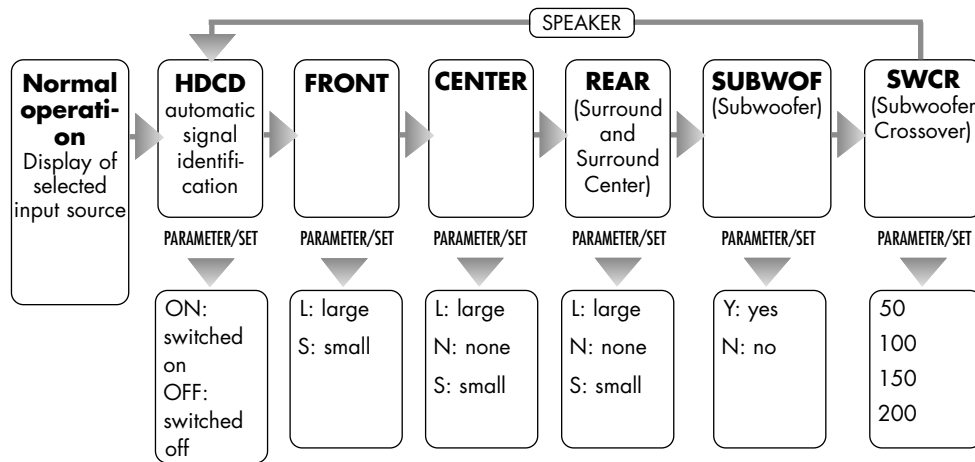 SPEAKER
Normal
operati-
on
Display of
selected
input source
HDCD
automatic
signal
identifi-
cation
FRONT
CENTER
REAR
(Surround
and
Surround
Center)
SUBWOF
(Subwoofer)
SWCR
(Subwoofer
Crossover)
PARAMETER/SET
PARAMETER/SET
PARAMETER/SET
PARAMETER/SET
PARAMETER/SET
PARAMETER/SET
ON:
switched
on
OFF:
switched
off
L: large
S: small
L: large
N: none
S: small
L: large
N: none
S: small
Y: yes
N: no
50
100
150
200